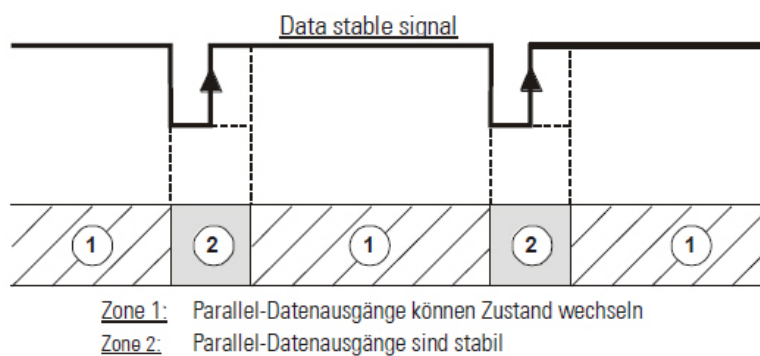 Data stable signal
1 2 1 2 1
Zone 1: Parallel-Datenausgänge können Zustand wechseln
Zone 2: Parallel-Datenausgänge sind stabil